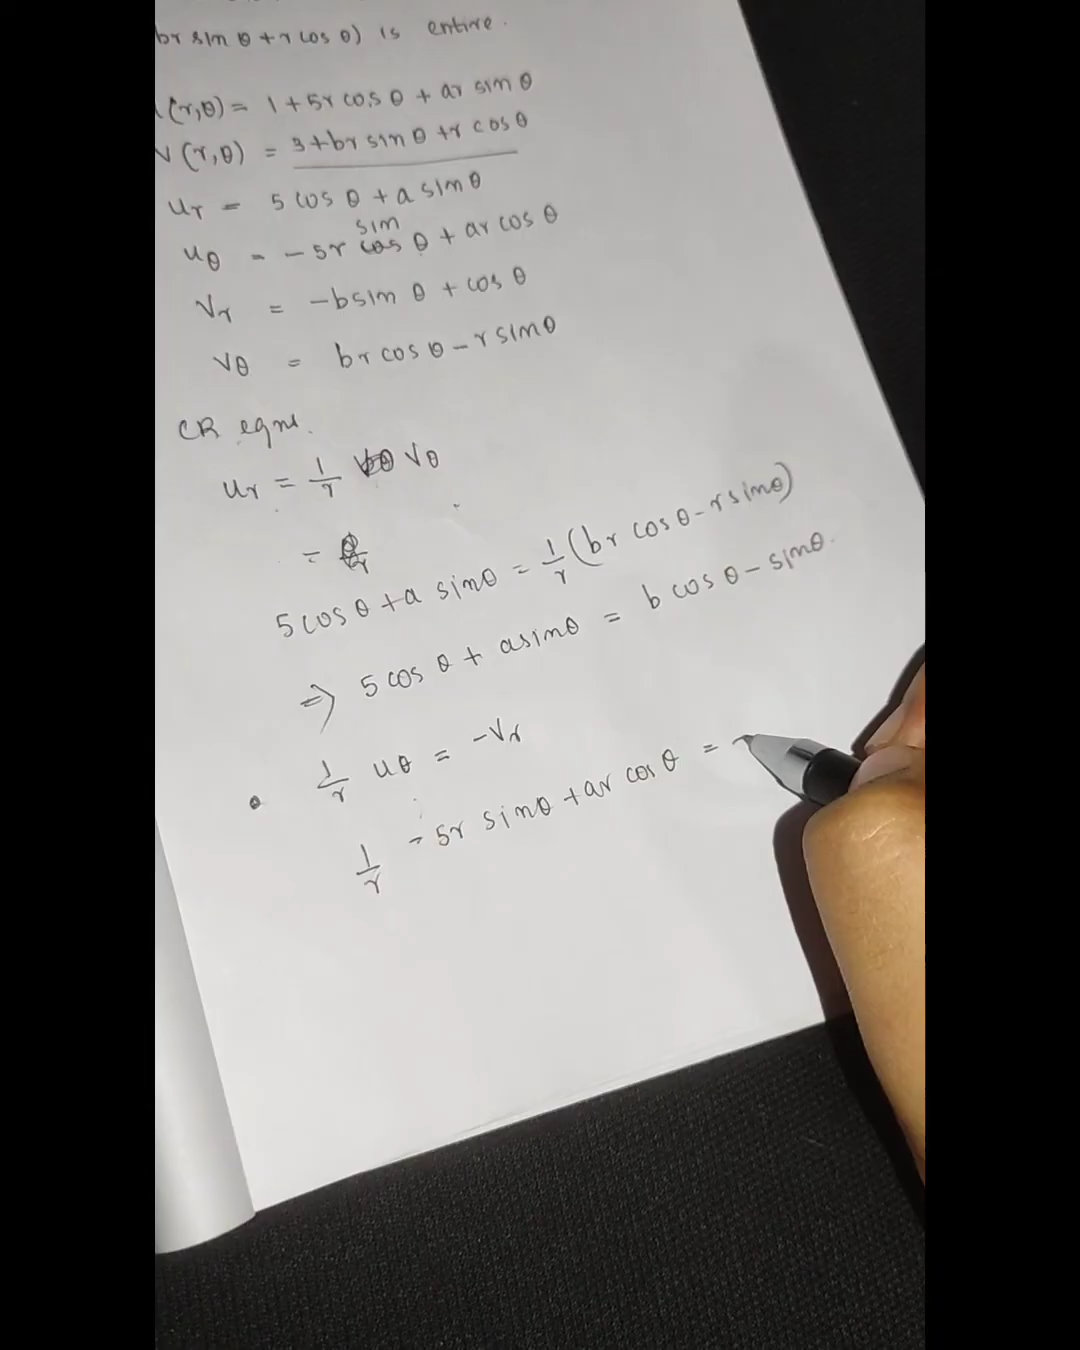 br sin θ + r cos θ) is entire.
(r,θ) = 1 + 5r cos θ + ar sin θ
V (r,θ) = 3 + br sin θ + r cos θ
ur = 5 cos θ + a sin θ
sin
uθ = - 5r cos θ + ar cos θ
Vr = -b sin θ + cos θ
Vθ = br cos θ - r sin θ
CR eqns.
ur = 1/r Vθ
=
5 cos θ + a sin θ = 1/r (br cos θ - r sin θ)
⇒ 5 cos θ + a sin θ = b cos θ - sin θ.
• 1/r uθ = -Vr
1/r - 5r sin θ + ar cos θ = -